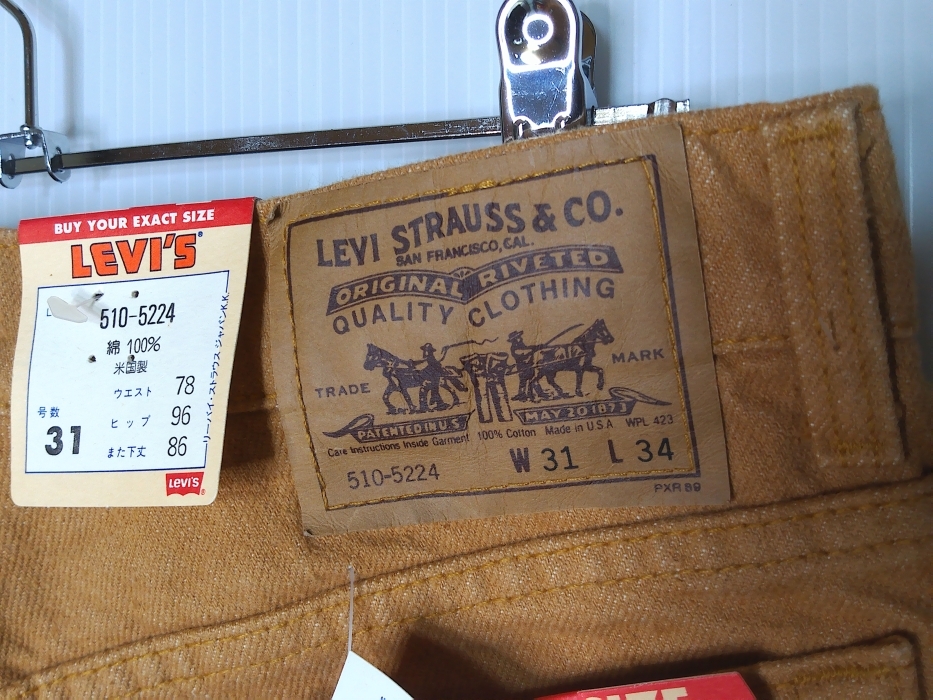 BUY YOUR EXACT SIZE
LEVI'S®
510-5224
綿 100%
米国製
ウエスト 78
号数 ヒップ 96
31 また下丈 86
リーバイ・ストラウス ジャパンK.K.
LEVI'S®
LEVI STRAUSS & CO.
SAN FRANCISCO, CAL.
ORIGINAL RIVETED
QUALITY CLOTHING
TRADE MARK
PATENTED IN U.S. MAY 20 1873
Care Instructions Inside Garment 100% Cotton Made in U.S.A WPL 423
510-5224 W 31 L 34
PXR 89
SIZE